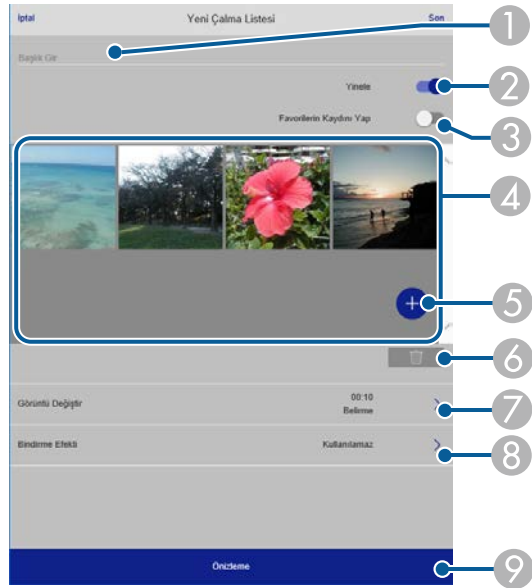 İptal Yeni Çalma Listesi Son
1
Başlık Gir
Yinele
2
Favorilerin Kaydını Yap
3
4
5
6
Görüntü Değiştir 00:10
Belirme
7
Bindirme Efekti Kullanılamaz
8
Önizleme
9